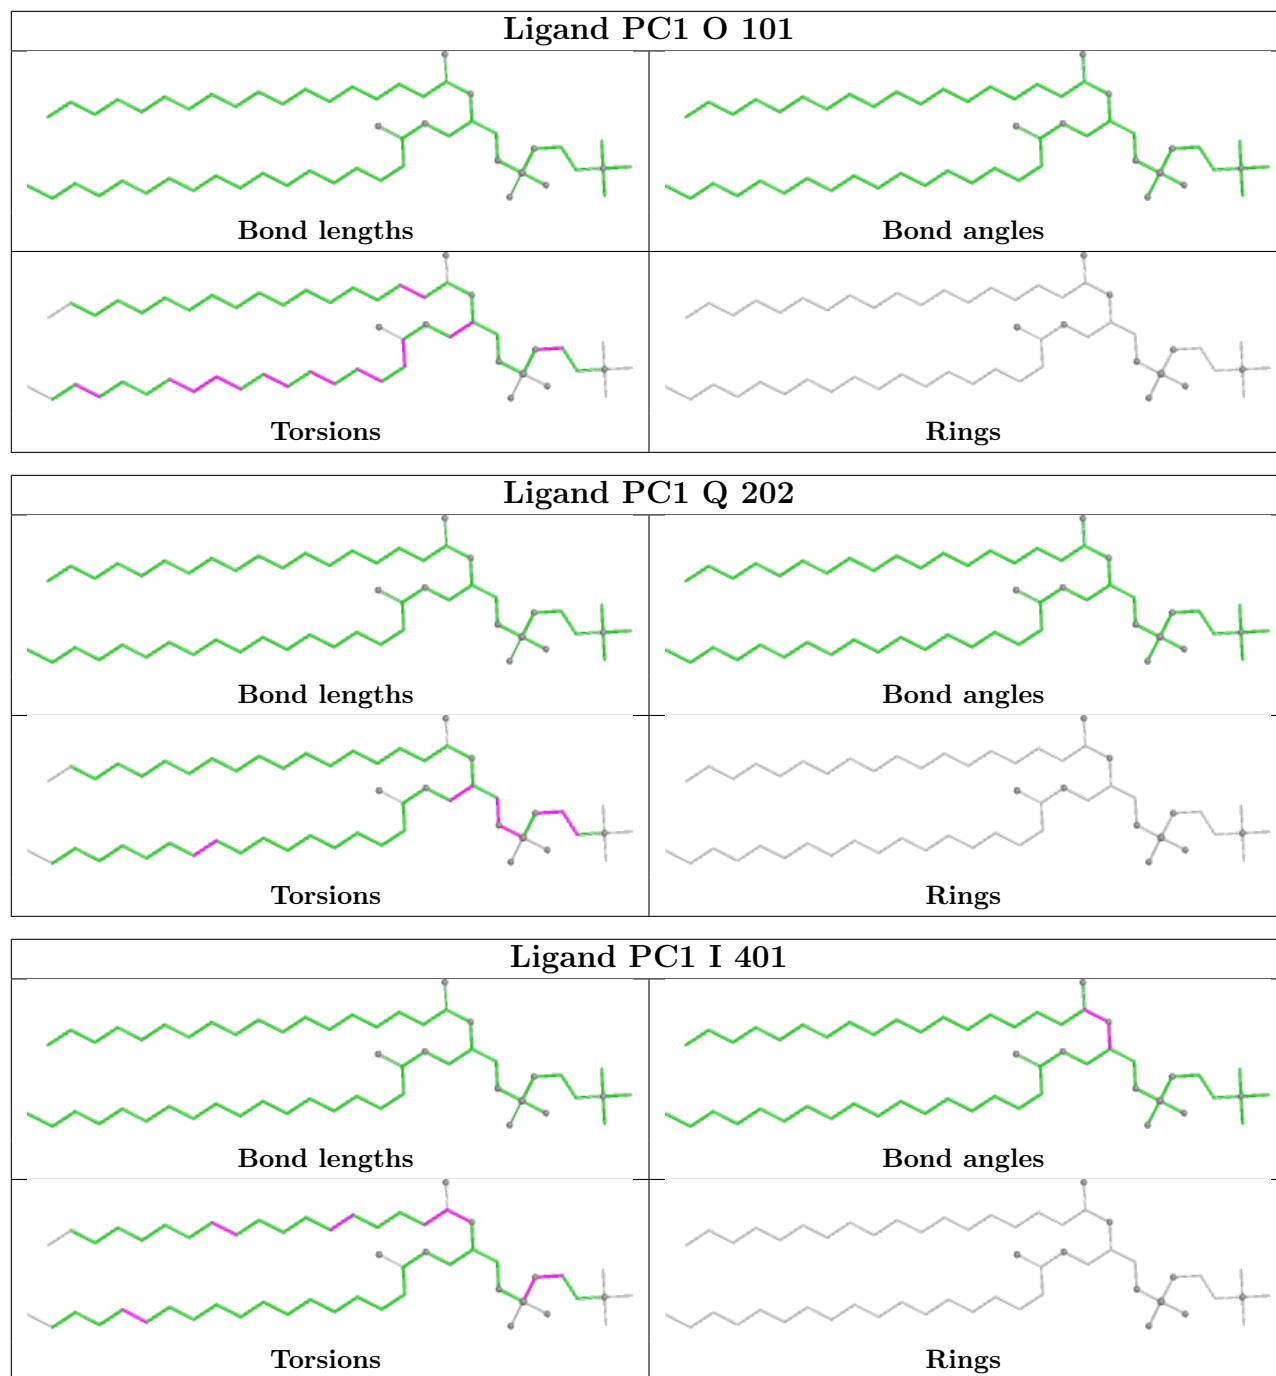 Ligand PC1 O 101
Bond lengths
Bond angles
Torsions
Rings
Ligand PC1 Q 202
Bond lengths
Bond angles
Torsions
Rings
Ligand PC1 I 401
Bond lengths
Bond angles
Torsions
Rings